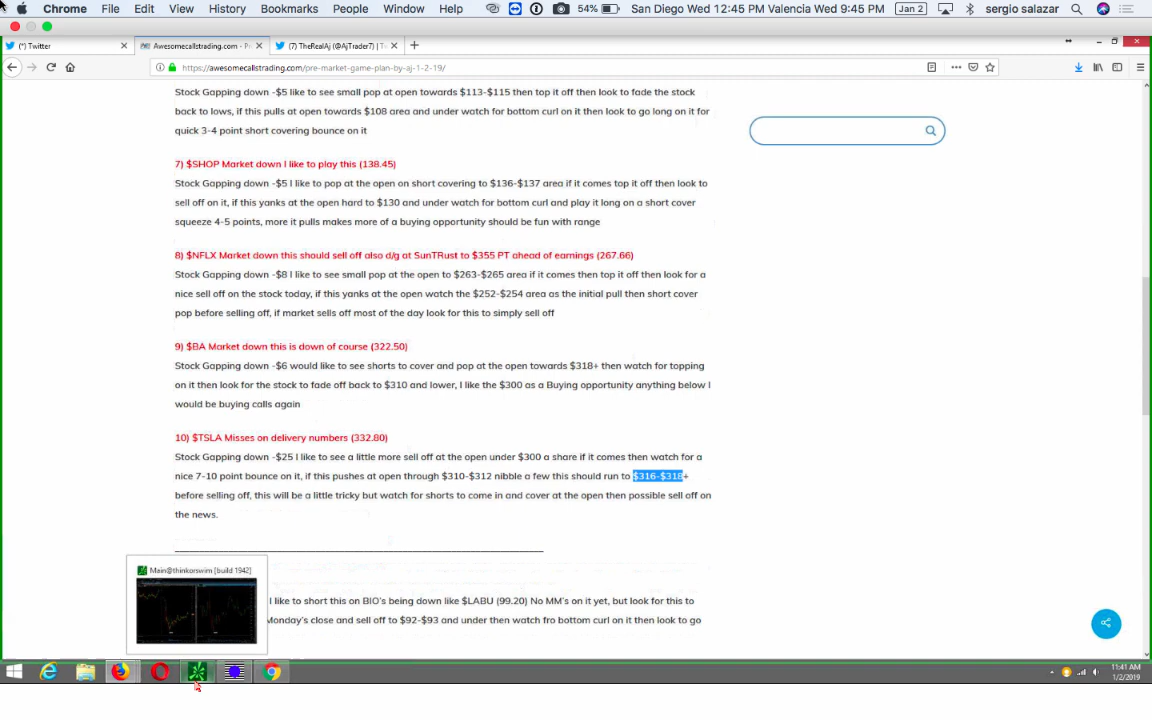 Chrome File Edit View History Bookmarks People Window Help 54% San Diego Wed 12:45 PM Valencia Wed 9:45 PM Jan 2 sergio salazar
(*) Twitter Awesomecallstrading.com - P (7) TheRealAj (@AjTrader7) | T
https://awesomecallstrading.com/pre-market-game-plan-by-aj-1-2-19/
Stock Gapping down -$5 like to see small pop at open towards $113-$115 then top it off then look to fade the stock
back to lows, if this pulls at open towards $108 area and under watch for bottom curl on it then look to go long on it for
quick 3-4 point short covering bounce on it
7) $SHOP Market down I like to play this (138.45)
Stock Gapping down -$5 I like to pop at the open on short covering to $136-$137 area if it comes top it off then look to
sell off on it, if this yanks at the open hard to $130 and under watch for bottom curl and play it long on a short cover
squeeze 4-5 points, more it pulls makes more of a buying opportunity should be fun with range
8) $NFLX Market down this should sell off also d/g at SunTRust to $355 PT ahead of earnings (267.66)
Stock Gapping down -$8 I like to see small pop at the open to $263-$265 area if it comes then top it off then look for a
nice sell off on the stock today, if this yanks at the open watch the $252-$254 area as the initial pull then short cover
pop before selling off, if market sells off most of the day look for this to simply sell off
9) $BA Market down this is down of course (322.50)
Stock Gapping down -$6 would like to see shorts to cover and pop at the open towards $318+ then watch for topping
on it then look for the stock to fade off back to $310 and lower, I like the $300 as a Buying opportunity anything below I
would be buying calls again
10) $TSLA Misses on delivery numbers (332.80)
Stock Gapping down -$25 I like to see a little more sell off at the open under $300 a share if it comes then watch for a
nice 7-10 point bounce on it, if this pushes at open through $310-$312 nibble a few this should run to $316-$318+
before selling off, this will be a little tricky but watch for shorts to come in and cover at the open then possible sell off on
the news.
Main@thinkorswim [build 1942]
I like to short this on BIO's being down like $LABU (99.20) No MM's on it yet, but look for this to
Monday's close and sell off to $92-$93 and under then watch fro bottom curl on it then look to go
11:41 AM
1/2/2019